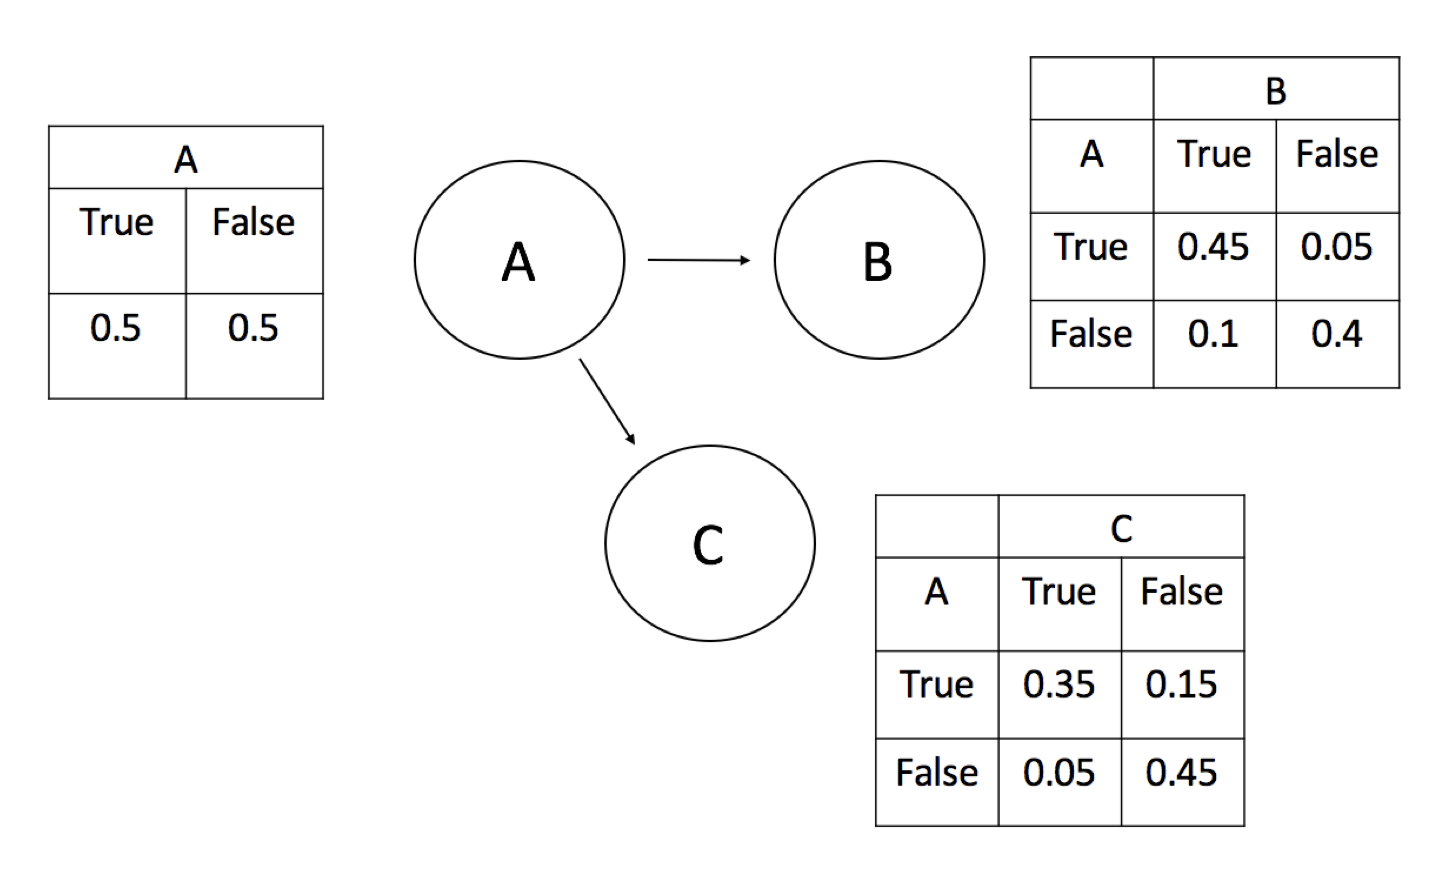 A
True False
0.5 0.5
A
B
C
B
A True False
True 0.45 0.05
False 0.1 0.4
C
A True False
True 0.35 0.15
False 0.05 0.45